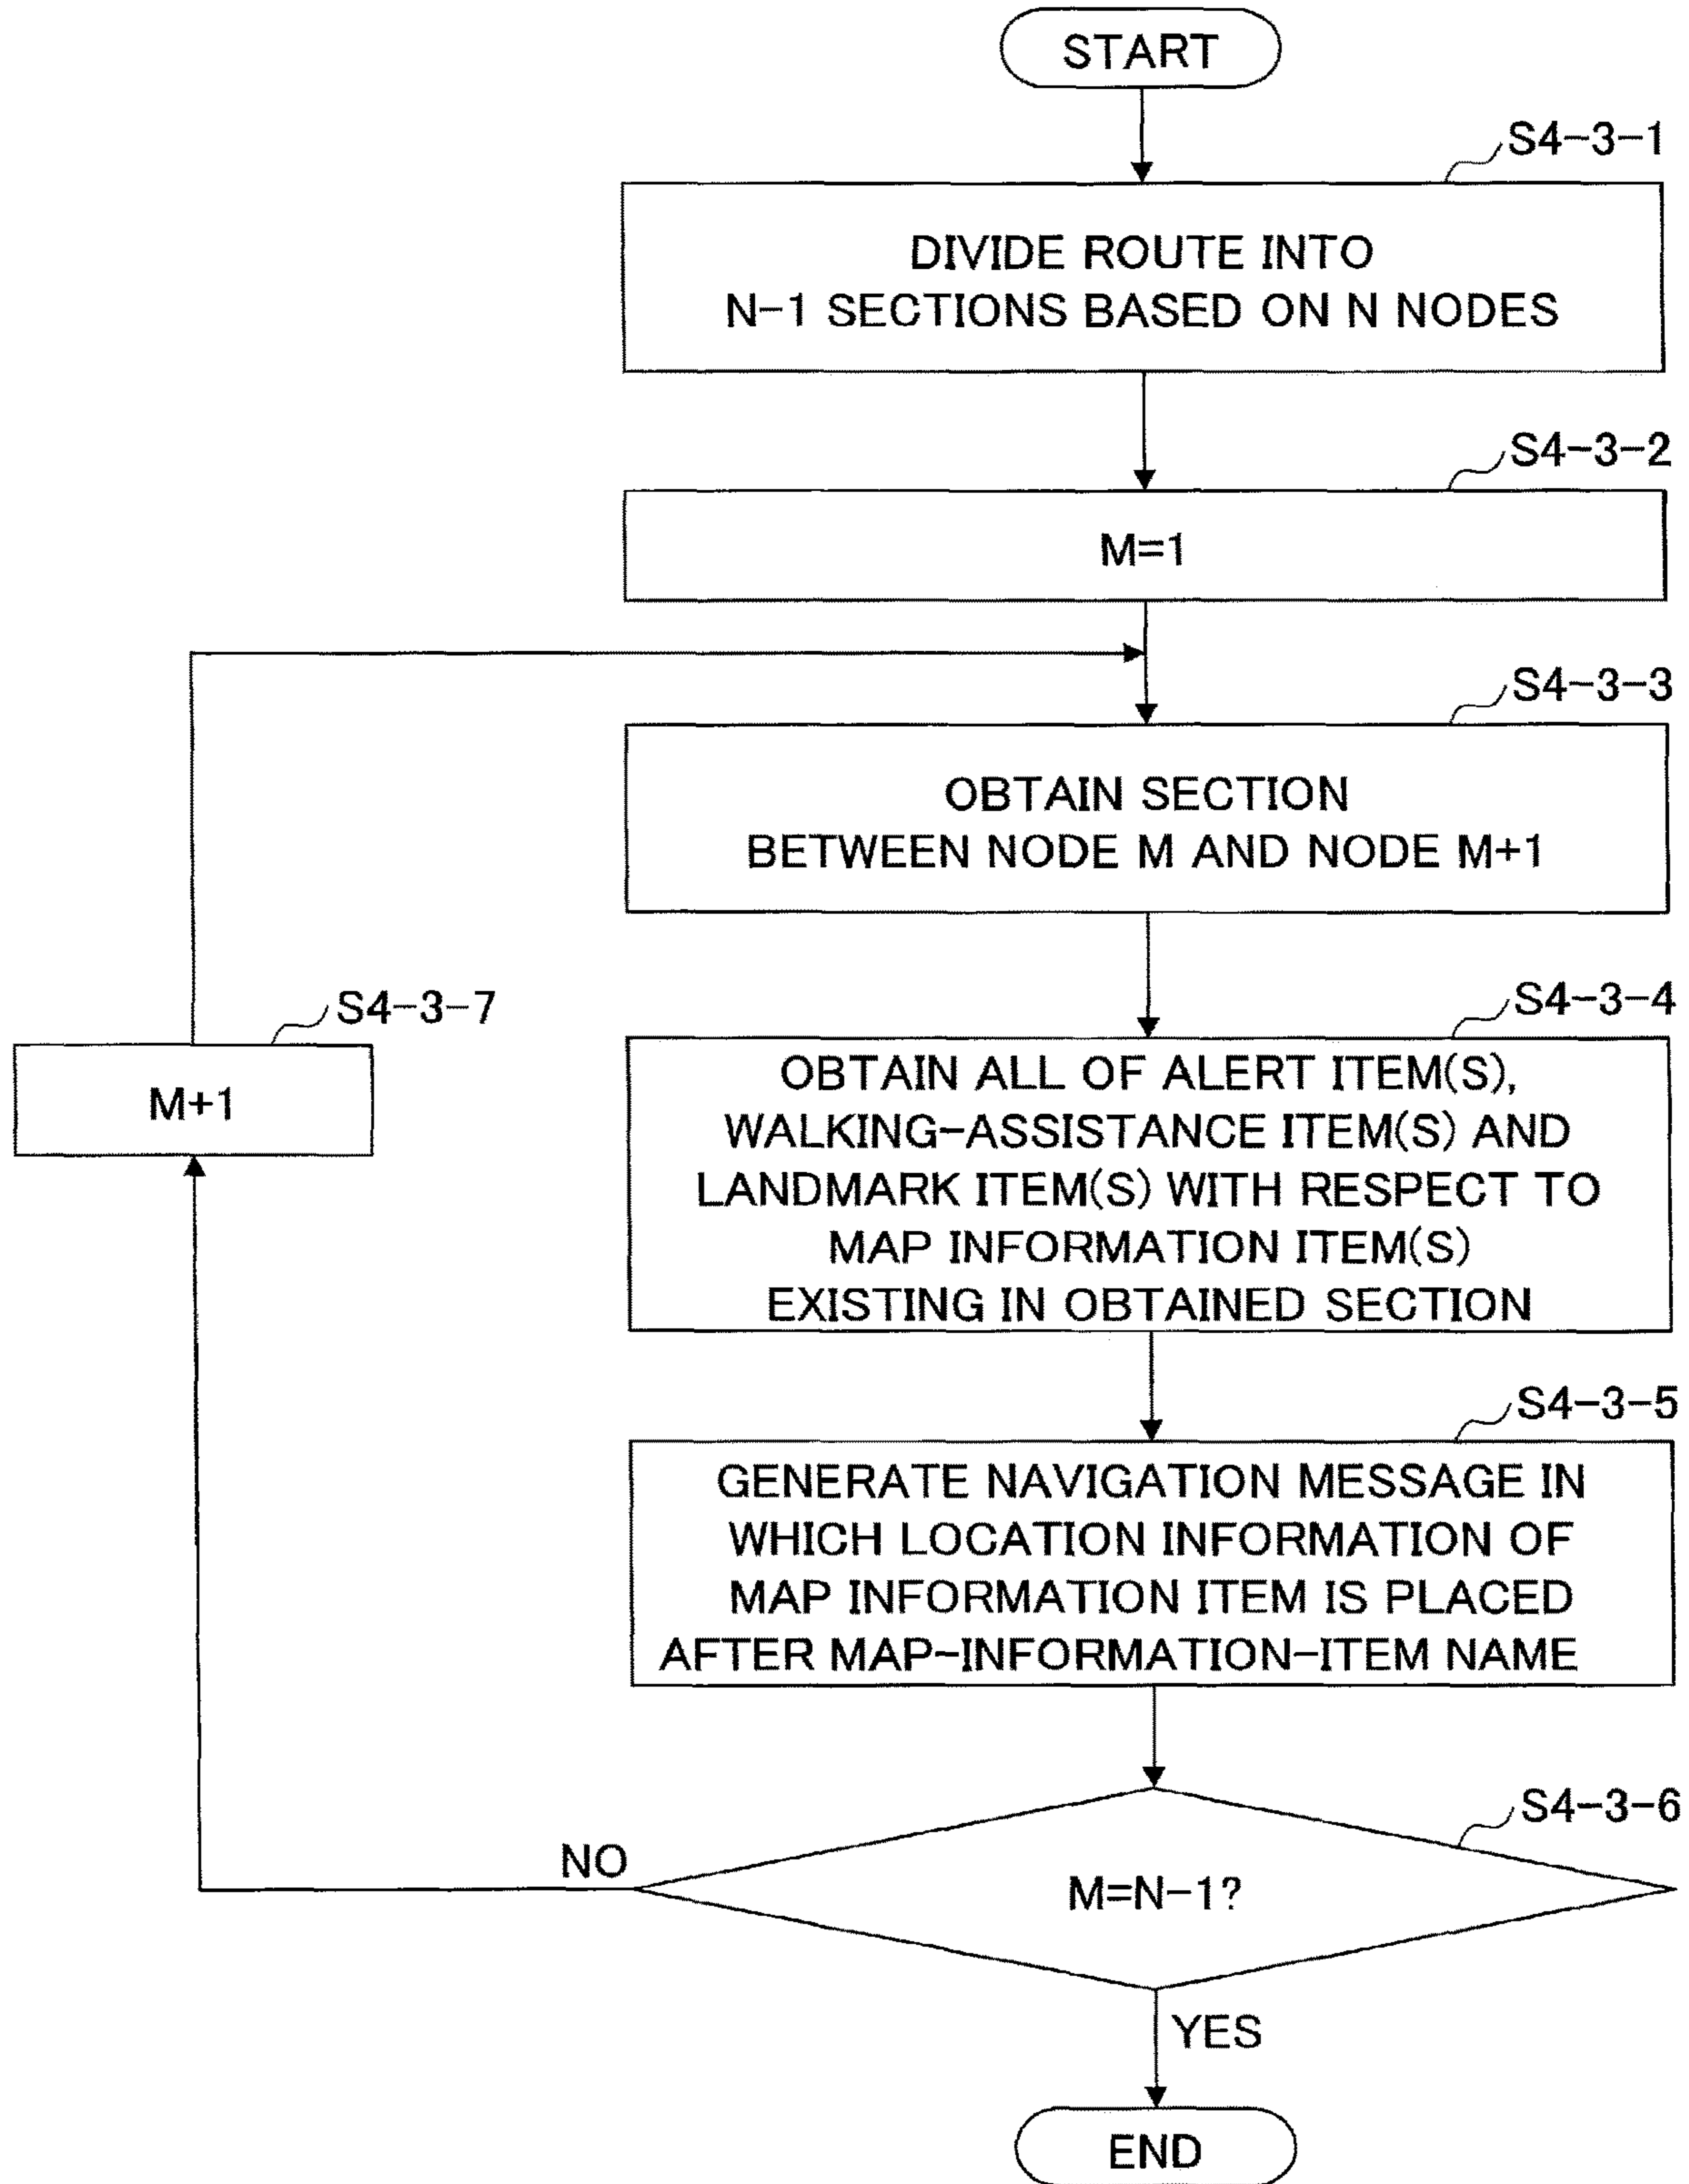 START
S4-3-1
DIVIDE ROUTE INTO
N-1 SECTIONS BASED ON N NODES
S4-3-2
M=1
S4-3-3
OBTAIN SECTION
BETWEEN NODE M AND NODE M+1
S4-3-7
M+1
S4-3-4
OBTAIN ALL OF ALERT ITEM(S),
WALKING-ASSISTANCE ITEM(S) AND
LANDMARK ITEM(S) WITH RESPECT TO
MAP INFORMATION ITEM(S)
EXISTING IN OBTAINED SECTION
S4-3-5
GENERATE NAVIGATION MESSAGE IN
WHICH LOCATION INFORMATION OF
MAP INFORMATION ITEM IS PLACED
AFTER MAP-INFORMATION-ITEM NAME
S4-3-6
NO
M=N-1?
YES
END